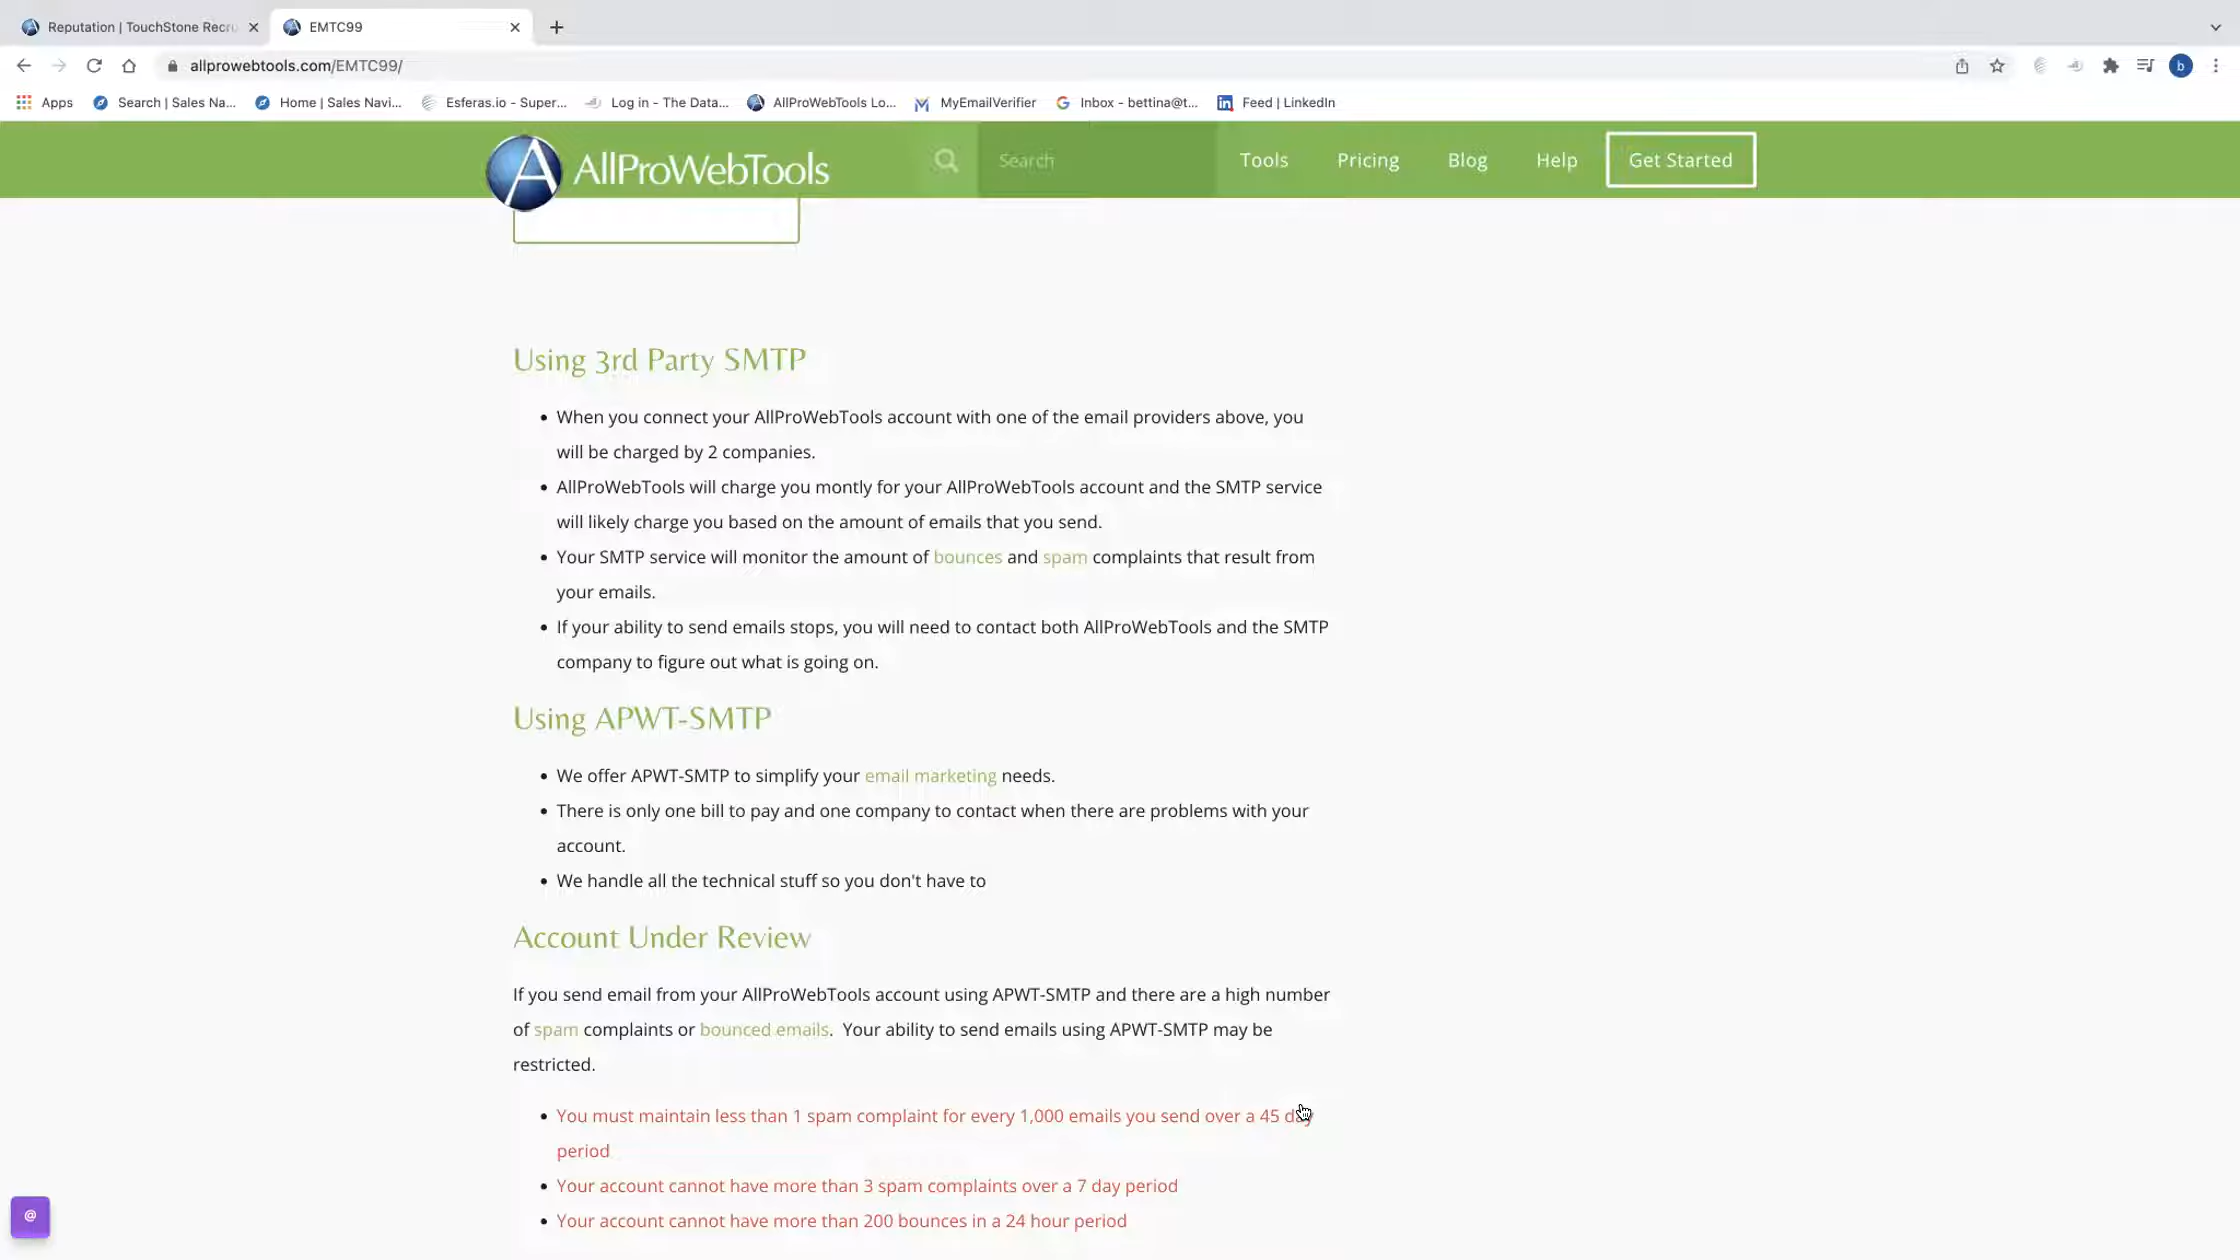 Reputation | TouchStone Recru
EMTC99
allprowebtools.com/EMTC99/
b
Apps
Search | Sales Na...
Home | Sales Navi...
Esferas.io - Super...
Log in - The Data...
AllProWebTools Lo...
MyEmailVerifier
Inbox - bettina@t...
Feed | LinkedIn
AllProWebTools
Search
Tools
Pricing
Blog
Help
Get Started
Using 3rd Party SMTP
When you connect your AllProWebTools account with one of the email providers above, you
will be charged by 2 companies.
AllProWebTools will charge you montly for your AllProWebTools account and the SMTP service
will likely charge you based on the amount of emails that you send.
Your SMTP service will monitor the amount of bounces and spam complaints that result from
your emails.
If your ability to send emails stops, you will need to contact both AllProWebTools and the SMTP
company to figure out what is going on.
Using APWT-SMTP
We offer APWT-SMTP to simplify your email marketing needs.
There is only one bill to pay and one company to contact when there are problems with your
account.
We handle all the technical stuff so you don't have to
Account Under Review
If you send email from your AllProWebTools account using APWT-SMTP and there are a high number
of spam complaints or bounced emails.  Your ability to send emails using APWT-SMTP may be
restricted.
You must maintain less than 1 spam complaint for every 1,000 emails you send over a 45 day
period
Your account cannot have more than 3 spam complaints over a 7 day period
Your account cannot have more than 200 bounces in a 24 hour period
@